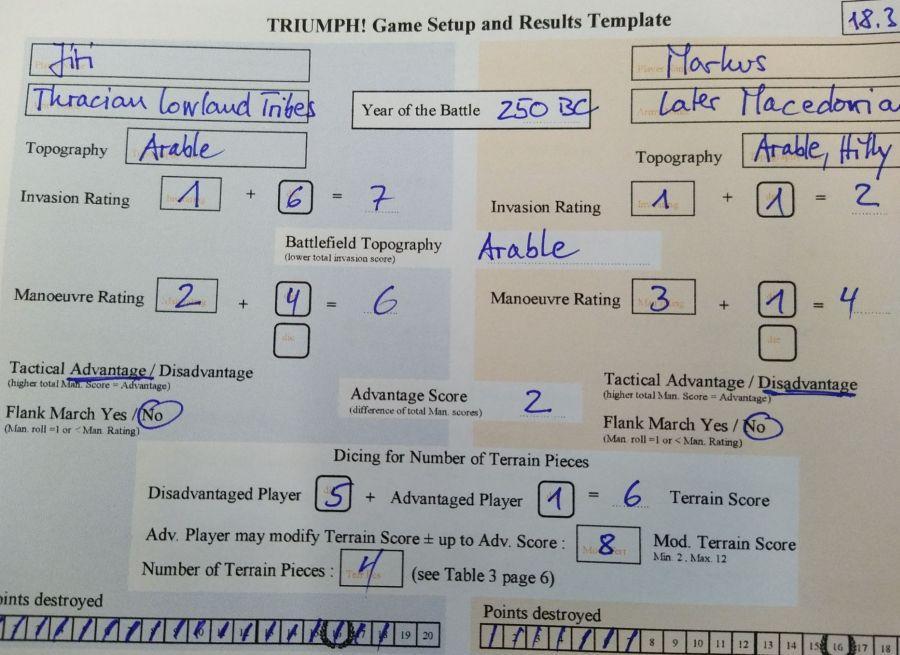 TRIUMPH! Game Setup and Results Template
18.3
Jiri
Markus
Thracian Lowland Tribes
Year of the Battle 250 BC
Later Macedonia
Topography Arable
Topography Arable, Hilly
Invasion Rating 1 + 6 = 7
Invasion Rating 1 + 1 = 2
Battlefield Topography Arable
(lower total invasion score)
Manoeuvre Rating 2 + 4 = 6
Manoeuvre Rating 3 + 1 = 4
die
die
Tactical Advantage / Disadvantage
(higher total Man. Score = Advantage)
Tactical Advantage / Disadvantage
(higher total Man. Score = Advantage)
Advantage Score 2
(difference of total Man. scores)
Flank March Yes / No
(Man. roll =1 or < Man. Rating)
Flank March Yes / No
(Man. roll =1 or < Man. Rating)
Dicing for Number of Terrain Pieces
Disadvantaged Player 5 + Advantaged Player 1 = 6 Terrain Score
Adv. Player may modify Terrain Score ± up to Adv. Score : 8 Mod. Terrain Score
Min. 2, Max. 12
Number of Terrain Pieces : 4 (see Table 3 page 6)
oints destroyed
Points destroyed
19 20
8 9 10 11 12 13 14 15 16 17 18